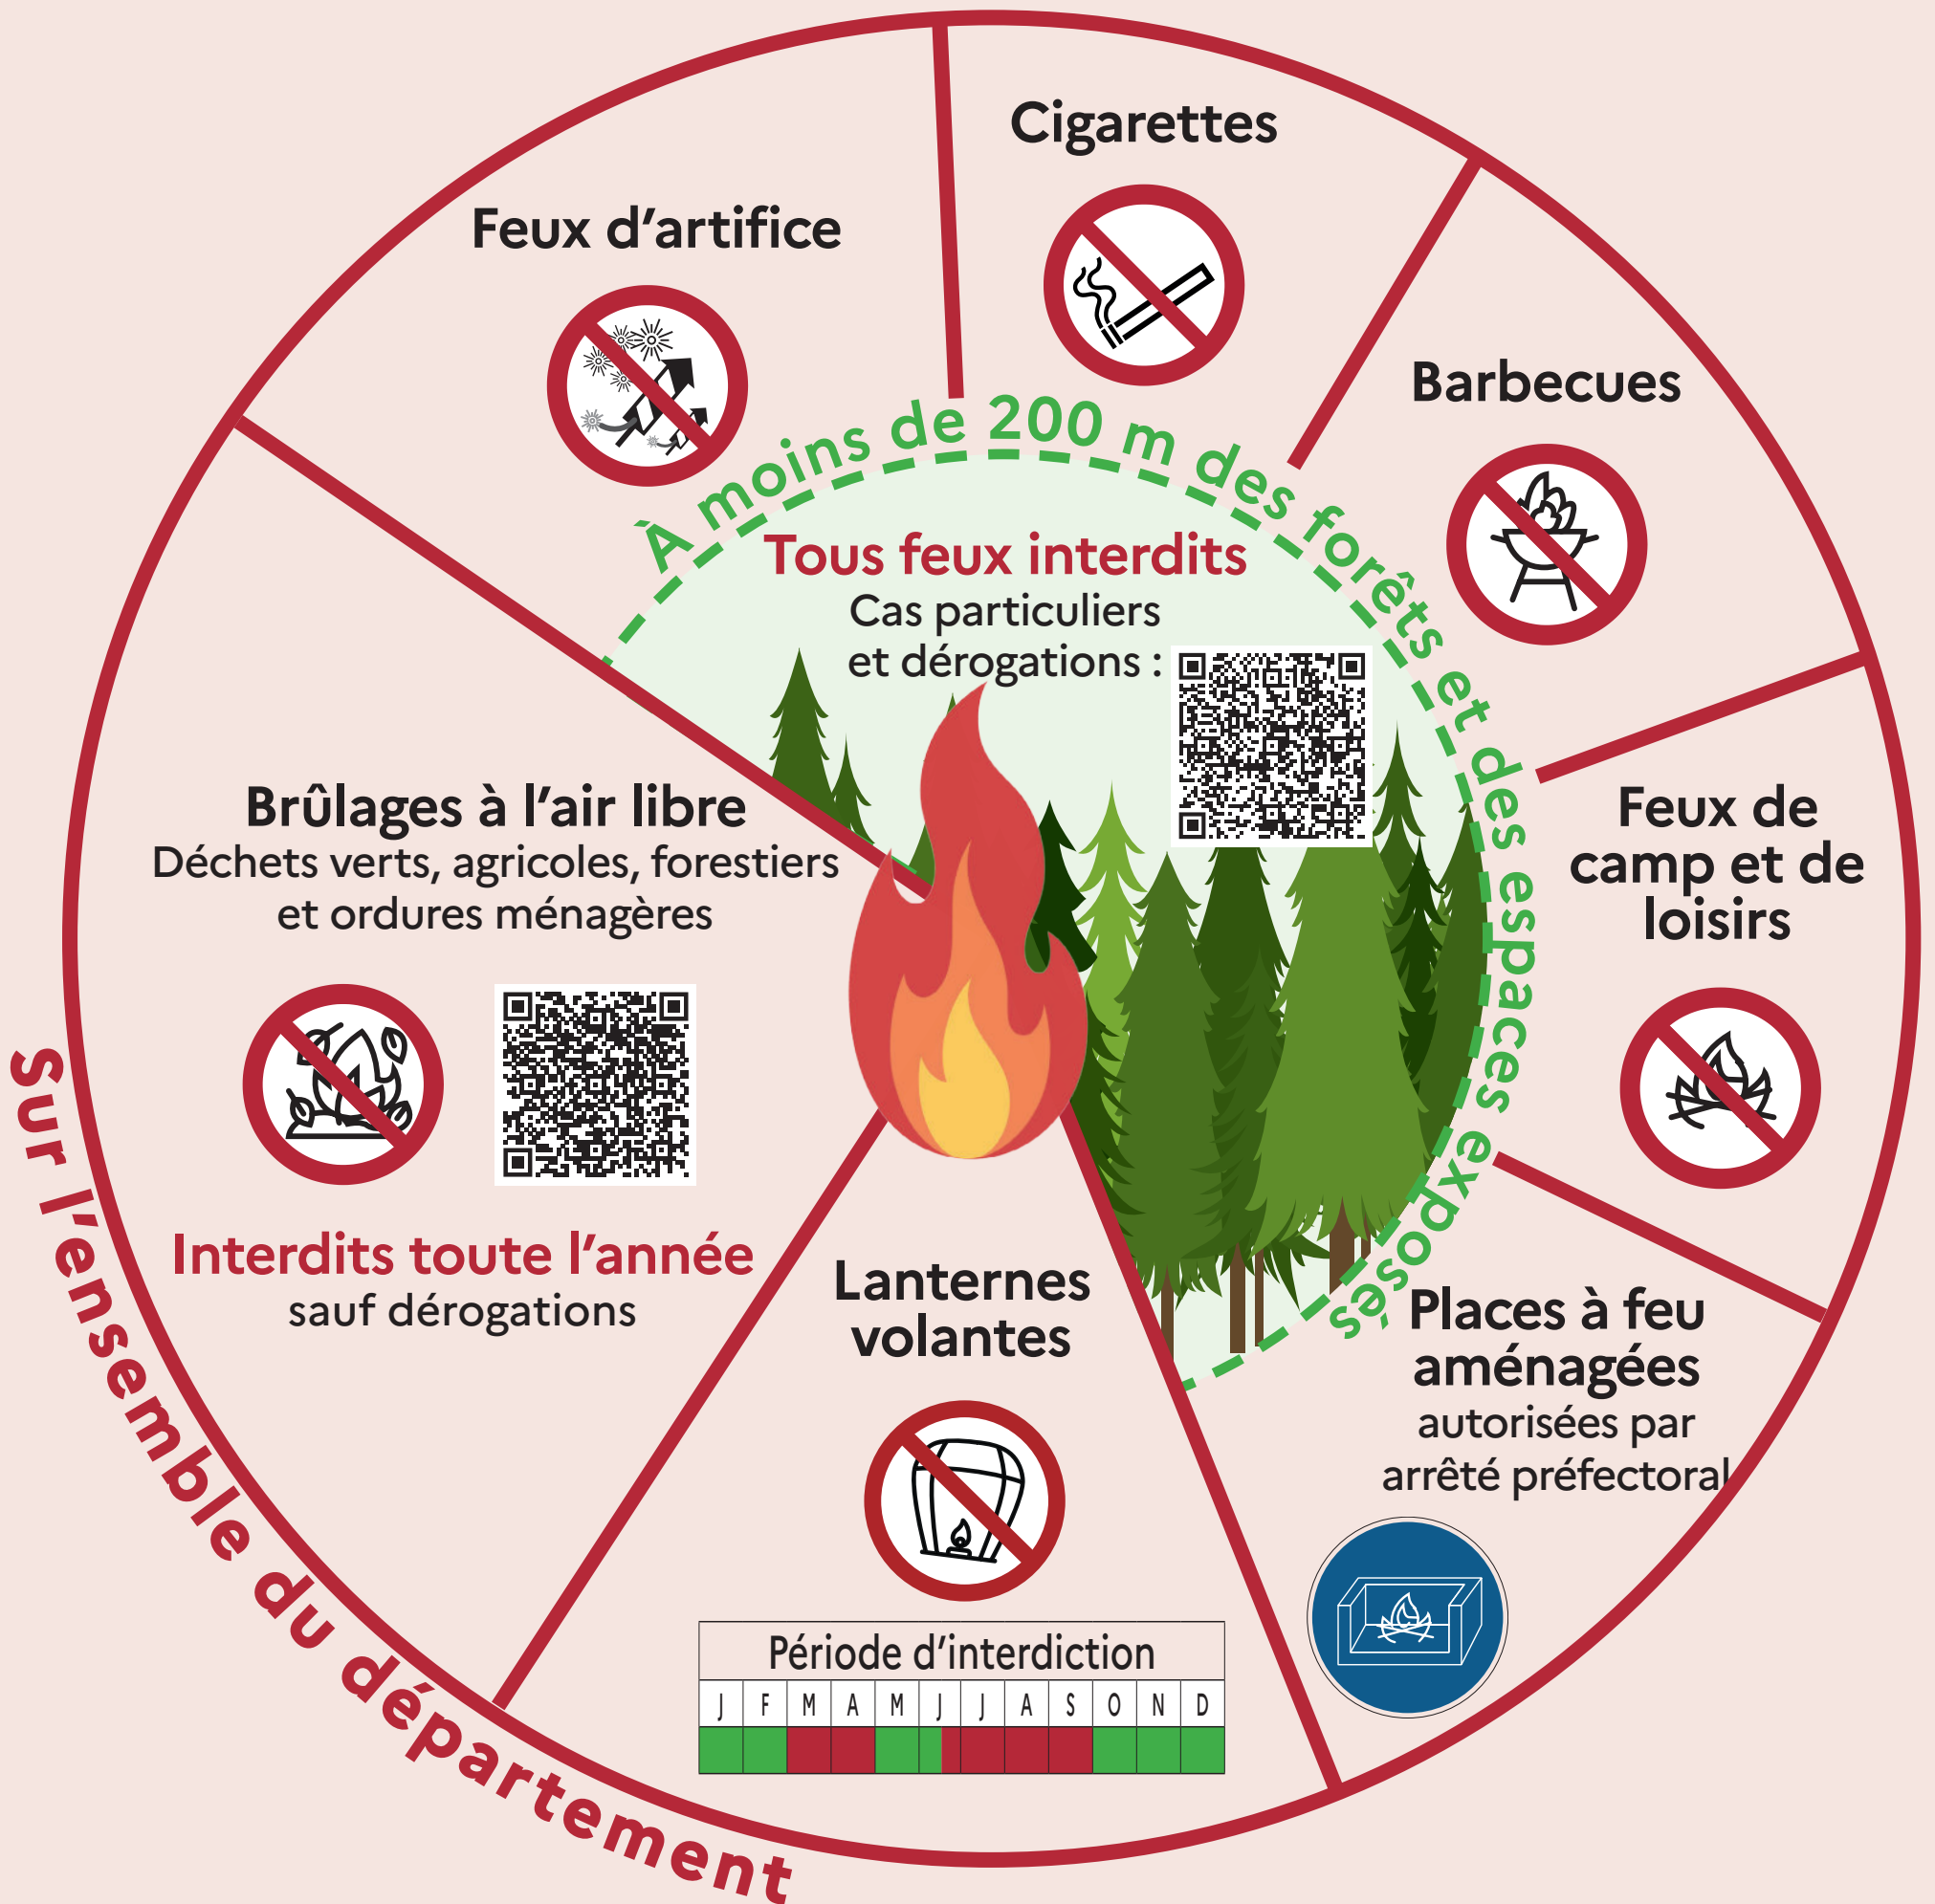 Cigarettes
Feux d’artifice
Barbecues
À moins de 200 m des forêts et des espaces exposés
Tous feux interdits
Cas particuliers
et dérogations :
Brûlages à l’air libre
Déchets verts, agricoles, forestiers
et ordures ménagères
Interdits toute l’année
sauf dérogations
Feux de
camp et de
loisirs
Lanternes
volantes
Places à feu
aménagées
autorisées par
arrêté préfectoral
Période d’interdiction
J F M A M J J A S O N D
Sur l’ensemble du département